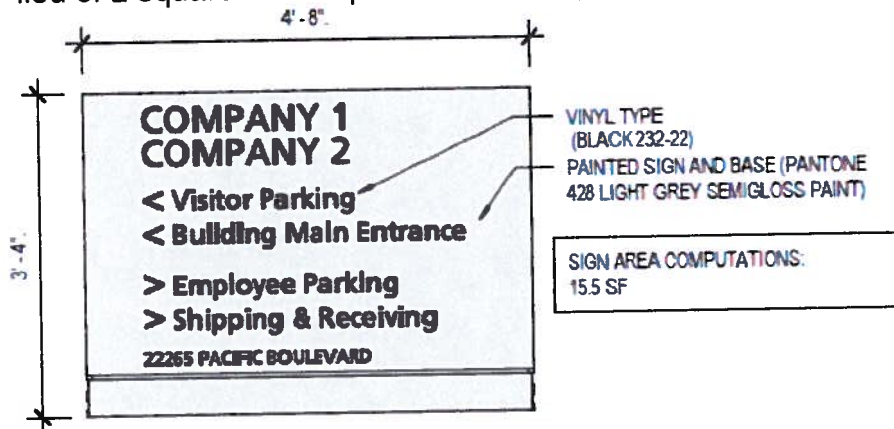 4'-8".
COMPANY 1
COMPANY 2
< Visitor Parking
< Building Main Entrance
> Employee Parking
> Shipping & Receiving
22265 PACIFIC BOULEVARD
3'-4".
VINYL TYPE
(BLACK 232-22)
PAINTED SIGN AND BASE (PANTONE
428 LIGHT GREY SEMIGLOSS PAINT)
SIGN AREA COMPUTATIONS:
15.5 SF